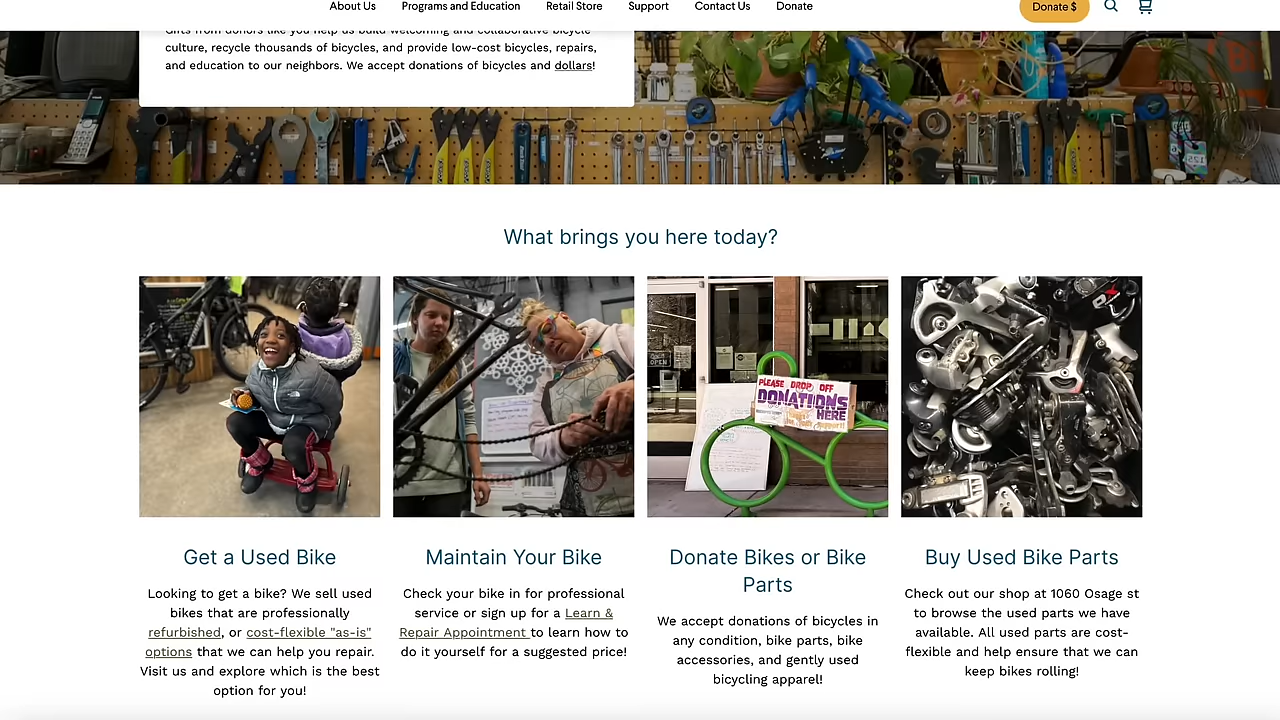 About Us
Programs and Education
Retail Store
Support
Contact Us
Donate
Donate $
Gifts from donors like you help us build welcoming and collaborative bicycle
culture, recycle thousands of bicycles, and provide low-cost bicycles, repairs,
and education to our neighbors. We accept donations of bicycles and dollars!
What brings you here today?
PLEASE DROP OFF
DONATIONS
HERE
OPEN
Get a Used Bike
Looking to get a bike? We sell used
bikes that are professionally
refurbished, or cost-flexible "as-is"
options that we can help you repair.
Visit us and explore which is the best
option for you!
Maintain Your Bike
Check your bike in for professional
service or sign up for a Learn &
Repair Appointment to learn how to
do it yourself for a suggested price!
Donate Bikes or Bike
Parts
We accept donations of bicycles in
any condition, bike parts, bike
accessories, and gently used
bicycling apparel!
Buy Used Bike Parts
Check out our shop at 1060 Osage st
to browse the used parts we have
available. All used parts are cost-
flexible and help ensure that we can
keep bikes rolling!